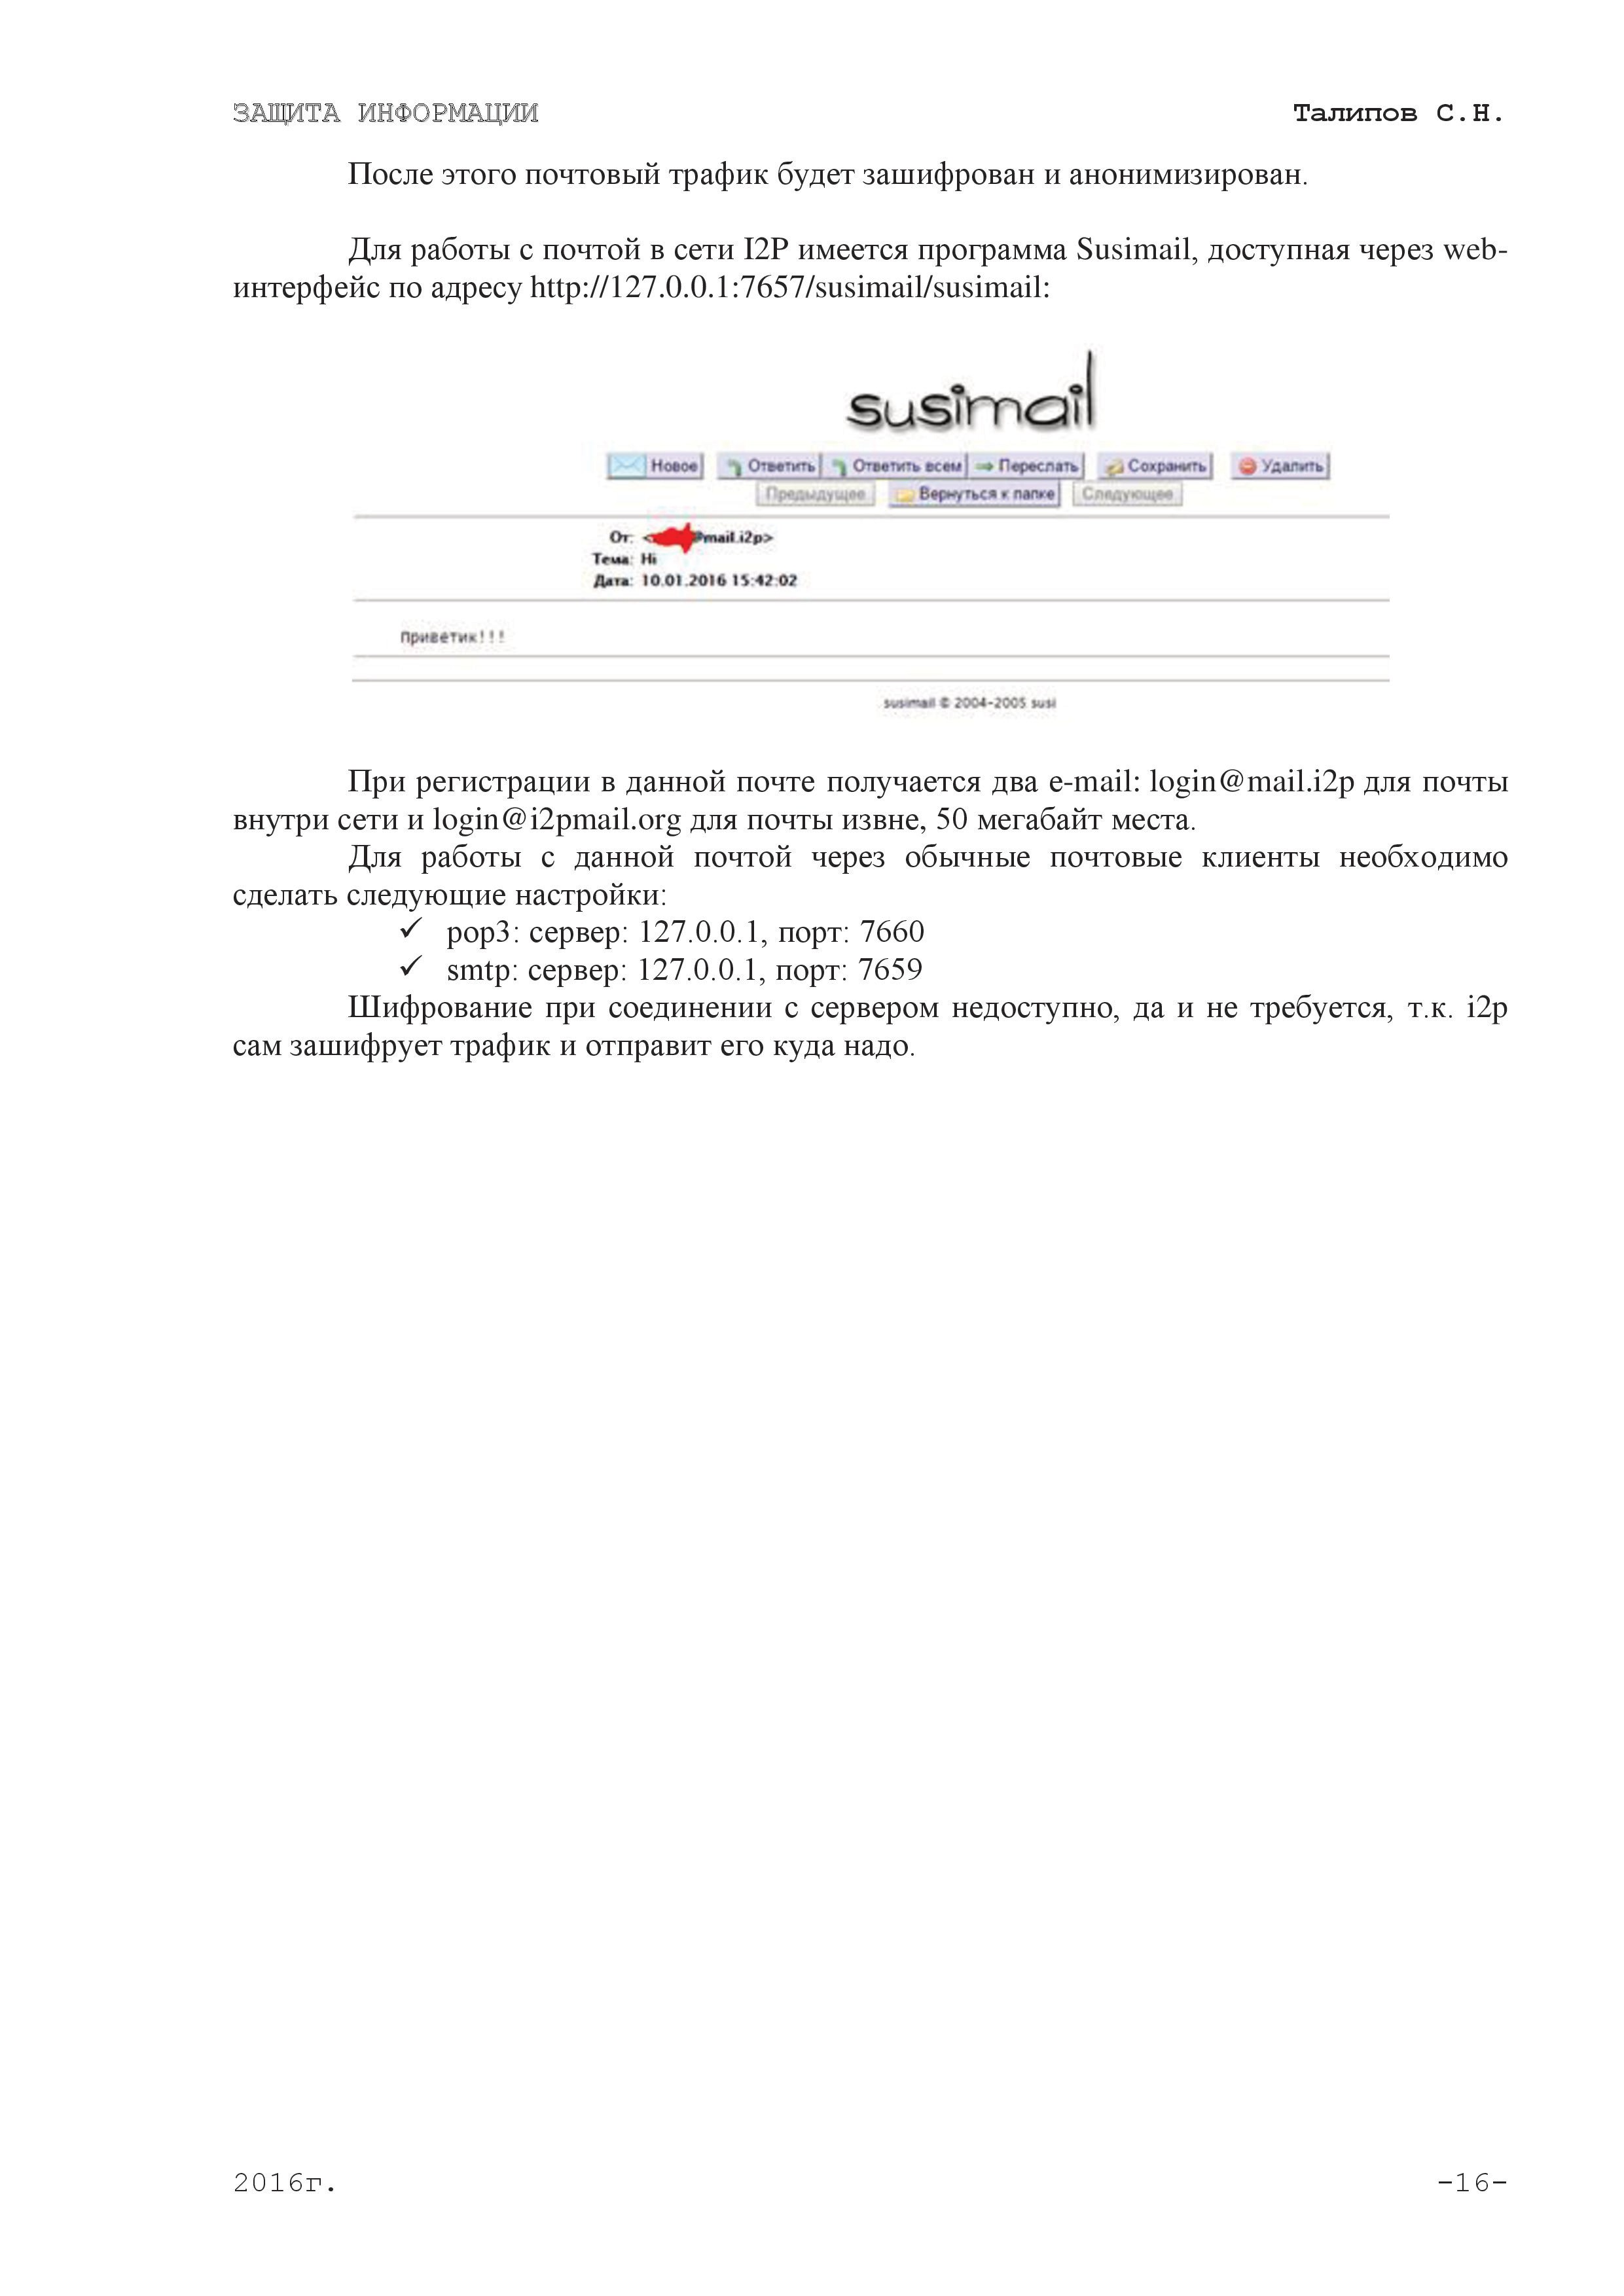 ЗАЩИТА ИНФОРМАЦИИ Талипов С.Н.
После этого почтовый трафик будет зашифрован и анонимизирован.
Для работы с почтой в сети I2P имеется программа Susimail, доступная через web-
интерфейс по адресу http://127.0.0.1:7657/susimail/susimail:
susimail
Новое Ответить Ответить всем Переслать Сохранить Удалить
Предыдущее Вернуться к папке Следующее
От: < @mail.i2p>
Тема: Hi
Дата: 10.01.2016 15:42:02
Приветик!!!
susimail © 2004-2005 susi
При регистрации в данной почте получается два e-mail: login@mail.i2p для почты
внутри сети и login@i2pmail.org для почты извне, 50 мегабайт места.
Для работы с данной почтой через обычные почтовые клиенты необходимо
сделать следующие настройки:
✓ pop3: сервер: 127.0.0.1, порт: 7660
✓ smtp: сервер: 127.0.0.1, порт: 7659
Шифрование при соединении с сервером недоступно, да и не требуется, т.к. i2p
сам зашифрует трафик и отправит его куда надо.
2016г. -16-